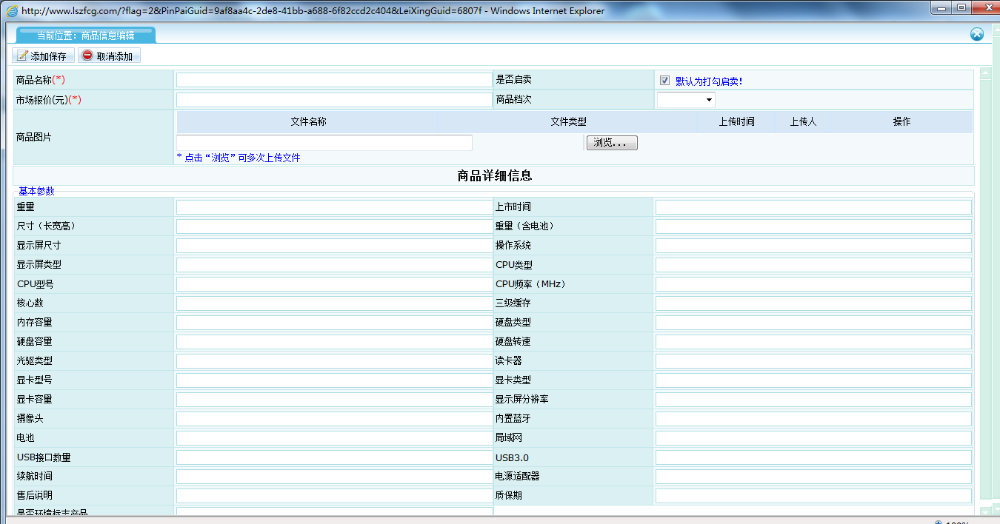 http://www.lszfcg.com/?flag=2&PinPaiGuid=9af8aa4c-2de8-41bb-a688-6f82ccd2c404&LeiXingGuid=6807f - Windows Internet Explorer
当前位置：商品信息编辑
添加保存 取消添加
商品名称(*) 是否启卖 默认为打勾启卖!
市场报价(元)(*) 商品档次
文件名称 文件类型 上传时间 上传人 操作
商品图片 浏览...
* 点击“浏览”可多次上传文件
商品详细信息
基本参数
重量 上市时间
尺寸（长宽高） 重量（含电池）
显示屏尺寸 操作系统
显示屏类型 CPU类型
CPU型号 CPU频率（MHz）
核心数 三级缓存
内存容量 硬盘类型
硬盘容量 硬盘转速
光驱类型 读卡器
显卡型号 显卡类型
显卡容量 显示屏分辨率
摄像头 内置蓝牙
电池 局域网
USB接口数量 USB3.0
续航时间 电源适配器
售后说明 质保期
是否环境标志产品
100%